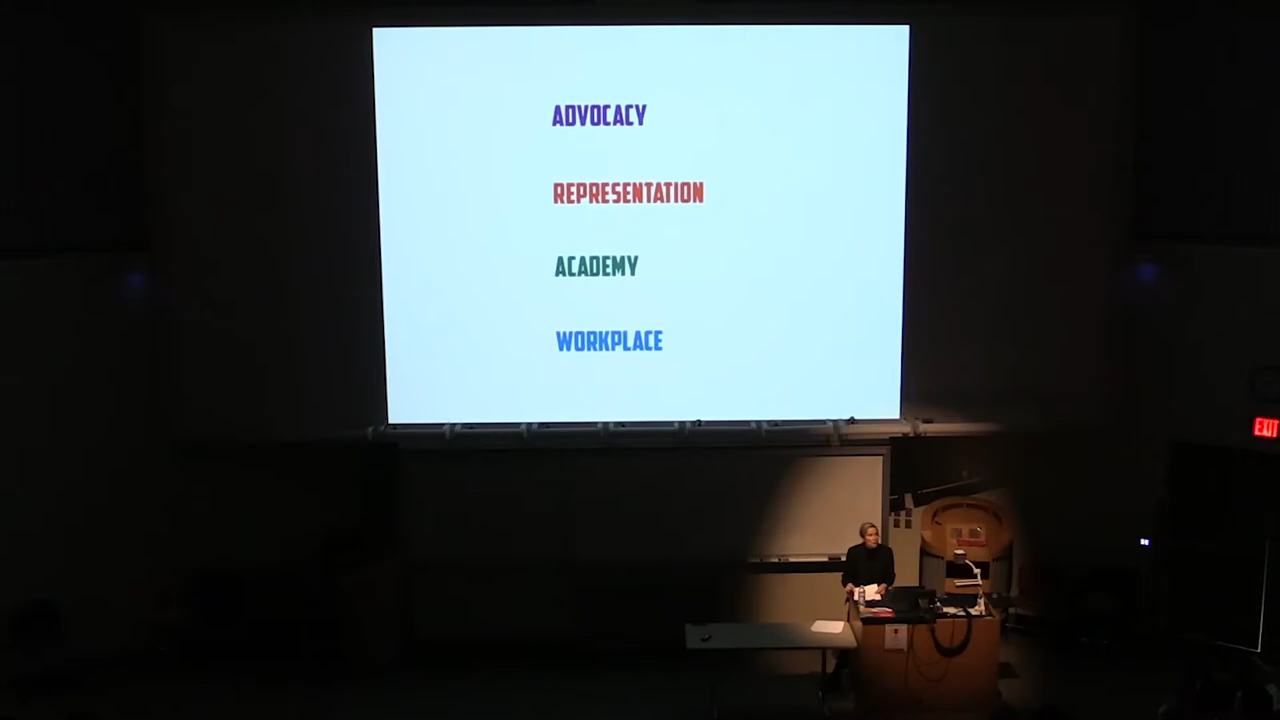 ADVOCACY
REPRESENTATION
ACADEMY
WORKPLACE
EXIT